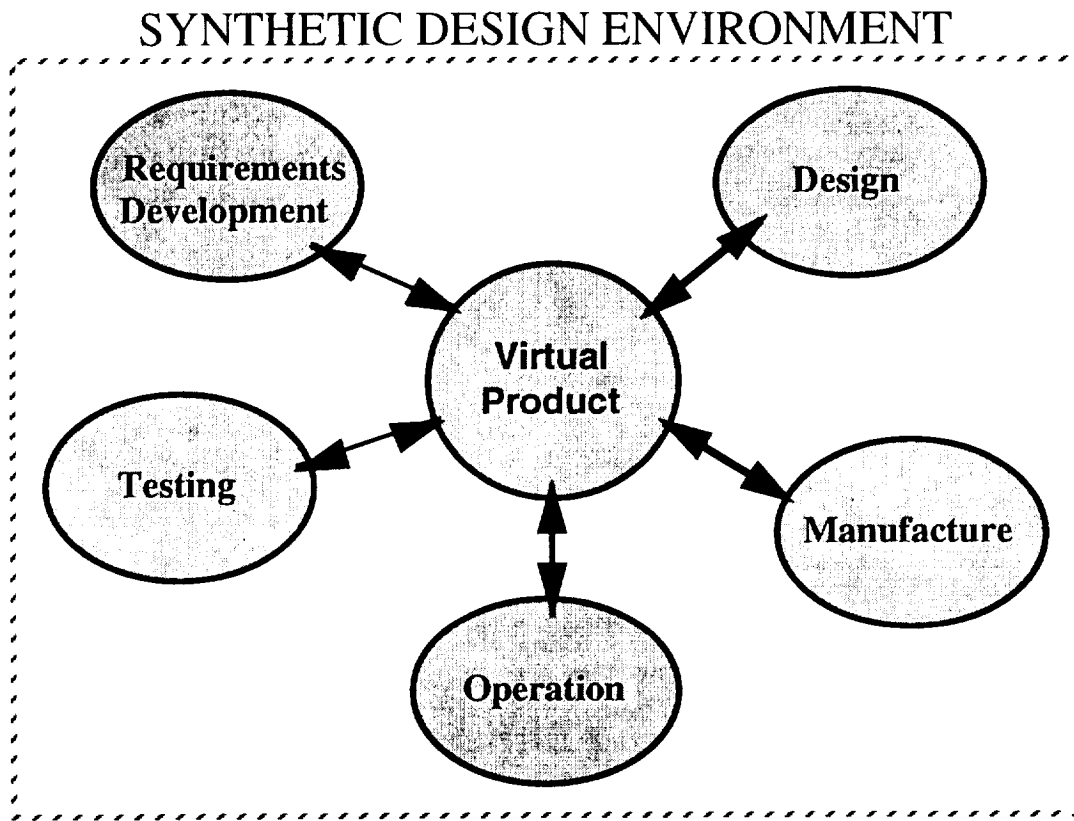 SYNTHETIC DESIGN ENVIRONMENT
Requirements
Development
Design
Virtual
Product
Testing
Manufacture
Operation